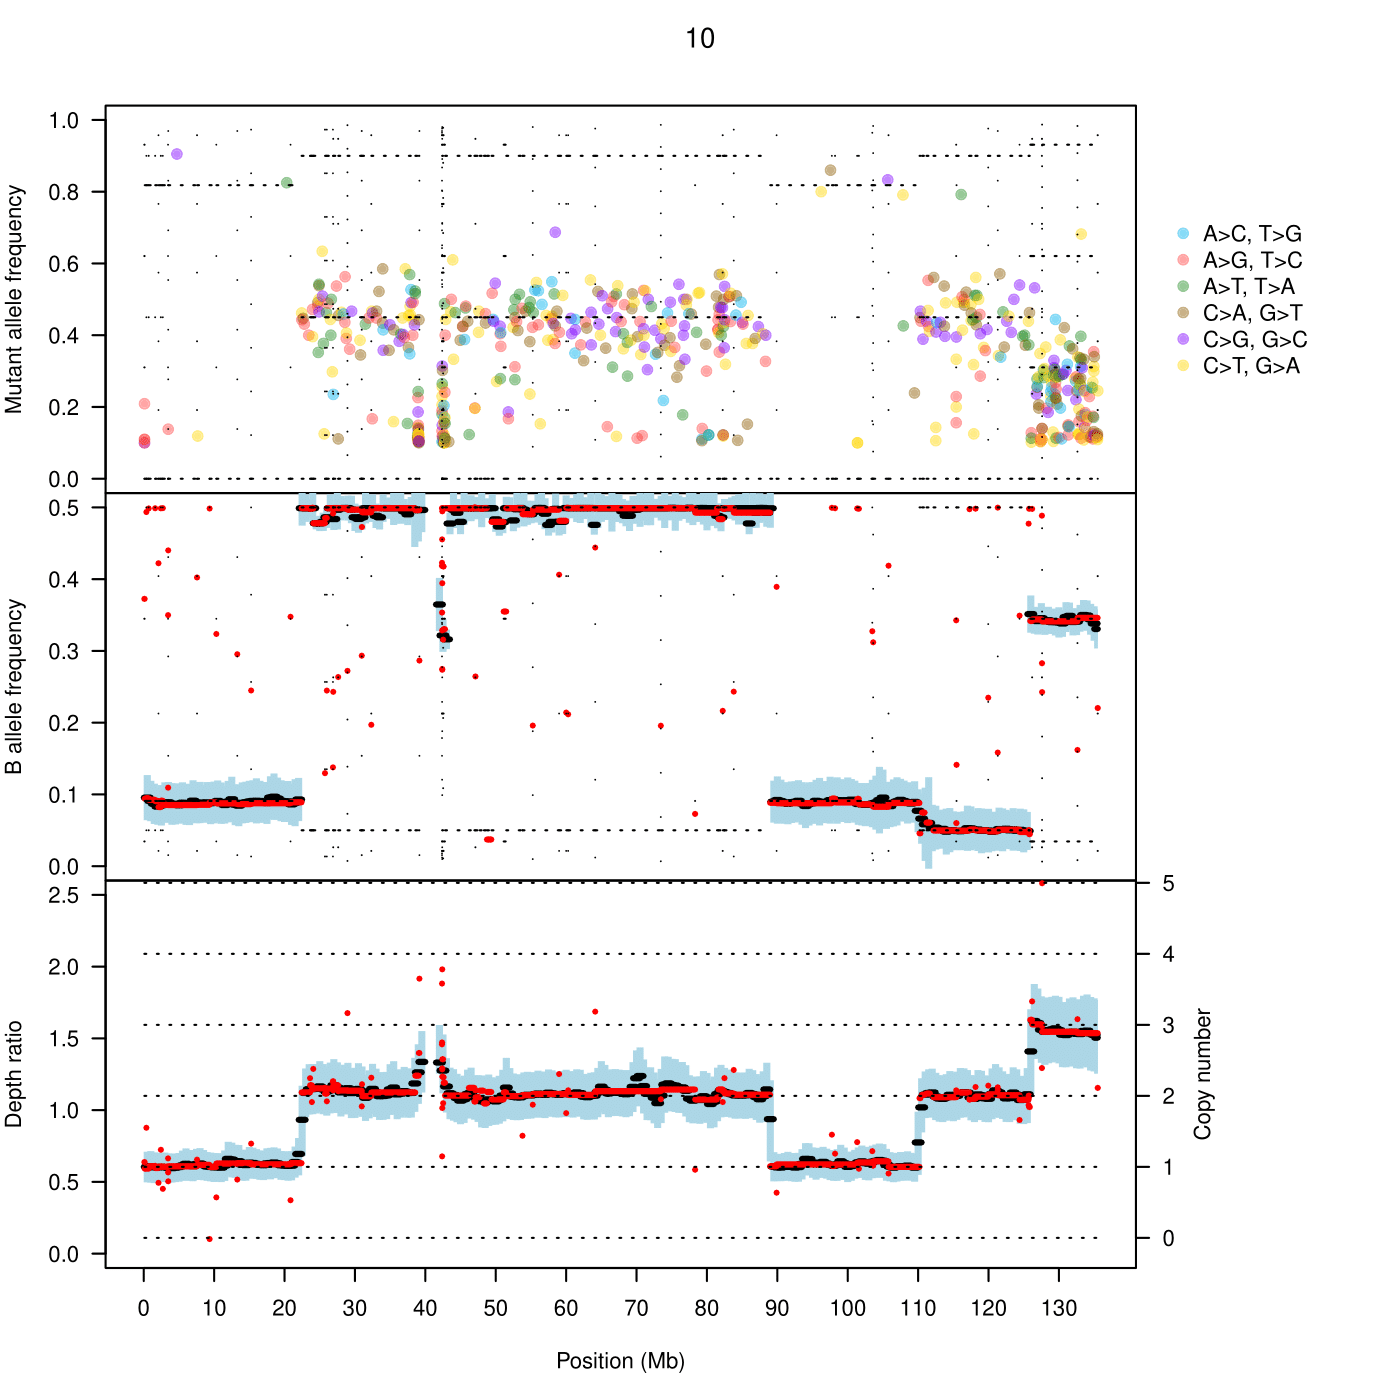 10
Mutant allele frequency
1.0
0.8
0.6
0.4
0.2
0.0
A>C, T>G
A>G, T>C
A>T, T>A
C>A, G>T
C>G, G>C
C>T, G>A
B allele frequency
0.5
0.4
0.3
0.2
0.1
0.0
Depth ratio
2.5
2.0
1.5
1.0
0.5
0.0
5
4
3
2
1
0
Copy number
0 10 20 30 40 50 60 70 80 90 100 110 120 130
Position (Mb)